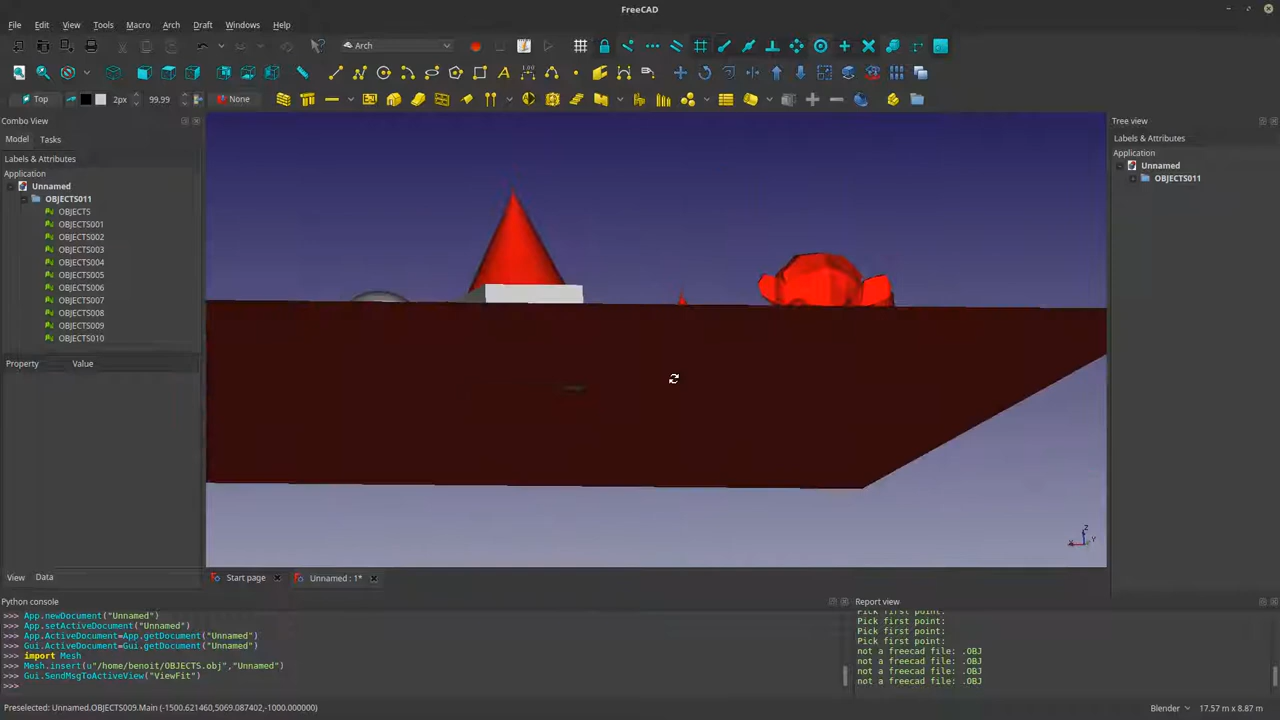 FreeCAD
File Edit View Tools Macro Arch Draft Windows Help
Arch
A 1.00
Top 2px 99.99 None
Combo View
Model Tasks
Labels & Attributes
Application
Unnamed
OBJECTS011
OBJECTS
OBJECTS001
OBJECTS002
OBJECTS003
OBJECTS004
OBJECTS005
OBJECTS006
OBJECTS007
OBJECTS008
OBJECTS009
OBJECTS010
Property Value
View Data
Tree view
Labels & Attributes
Application
Unnamed
OBJECTS011
Z
X Y
Start page Unnamed : 1*
Python console
>>> App.newDocument("Unnamed")
>>> App.setActiveDocument("Unnamed")
>>> App.ActiveDocument=App.getDocument("Unnamed")
>>> Gui.ActiveDocument=Gui.getDocument("Unnamed")
>>> import Mesh
>>> Mesh.insert(u"/home/benoit/OBJECTS.obj","Unnamed")
>>> Gui.SendMsgToActiveView("ViewFit")
>>>
Report view
Pick first point:
Pick first point:
Pick first point:
Pick first point:
not a freecad file: .OBJ
not a freecad file: .OBJ
not a freecad file: .OBJ
not a freecad file: .OBJ
Preselected: Unnamed.OBJECTS009.Main (-1500.621460,5069.087402,-1000.000000)
Blender 17.57 m x 8.87 m